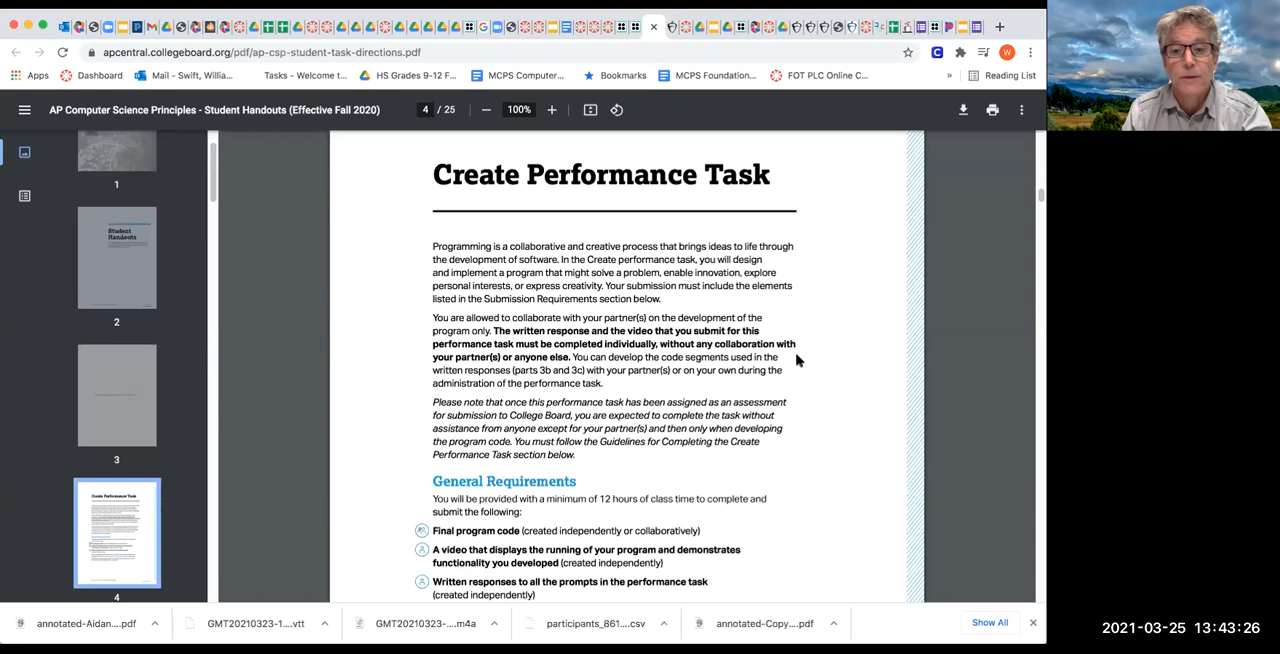 W
apcentral.collegeboard.org/pdf/ap-csp-student-task-directions.pdf
Apps Dashboard Mail - Swift, Willia... Tasks - Welcome t... HS Grades 9-12 F... MCPS Computer... Bookmarks MCPS Foundation... FOT PLC Online C... » Reading List
AP Computer Science Principles - Student Handouts (Effective Fall 2020) 4 / 25 − 100% +
1
Student
Handouts
2
3
Create Performance Task
4
Create Performance Task
Programming is a collaborative and creative process that brings ideas to life through
the development of software. In the Create performance task, you will design
and implement a program that might solve a problem, enable innovation, explore
personal interests, or express creativity. Your submission must include the elements
listed in the Submission Requirements section below.
You are allowed to collaborate with your partner(s) on the development of the
program only. The written response and the video that you submit for this
performance task must be completed individually, without any collaboration with
your partner(s) or anyone else. You can develop the code segments used in the
written responses (parts 3b and 3c) with your partner(s) or on your own during the
administration of the performance task.
Please note that once this performance task has been assigned as an assessment
for submission to College Board, you are expected to complete the task without
assistance from anyone except for your partner(s) and then only when developing
the program code. You must follow the Guidelines for Completing the Create
Performance Task section below.
General Requirements
You will be provided with a minimum of 12 hours of class time to complete and
submit the following:
Final program code (created independently or collaboratively)
A video that displays the running of your program and demonstrates
functionality you developed (created independently)
Written responses to all the prompts in the performance task
(created independently)
annotated-Aidan....pdf GMT20210323-1....vtt GMT20210323-....m4a participants_861....csv annotated-Copy....pdf Show All
2021-03-25 13:43:26